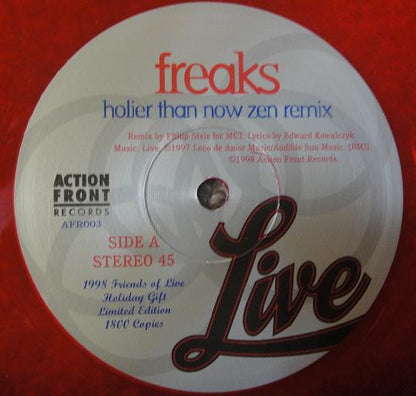 freaks
holier than now zen remix
Remix by Philip Steir for MCT. Lyrics by Edward Kowalczyk.
Music, Live, ©1997 Loco de Amor Music/Audible Sun Music. [BMI]
©1998 Action Front Records.
ACTION
FRONT
RECORDS
AFR003
SIDE A
STEREO 45
1998 Friends of Live
Holiday Gift
Limited Edition
1800 Copies
Live